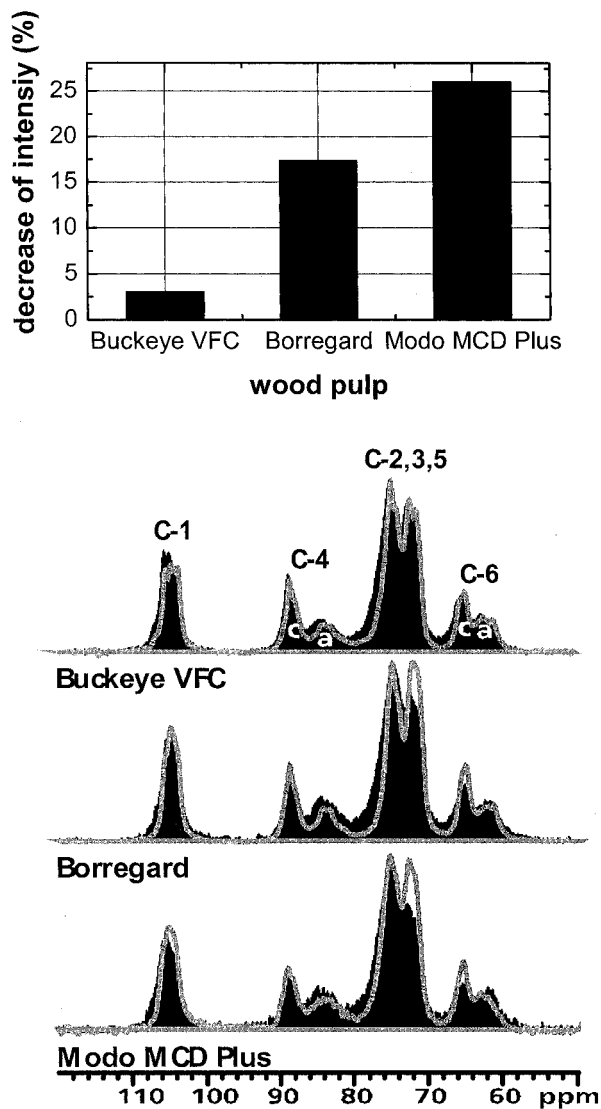 decrease of intensiy (%)
25
20
15
10
5
0
Buckeye VFC Borregard Modo MCD Plus
wood pulp
C-2,3,5
C-1
C-4
C-6
c
a
c a
Buckeye VFC
Borregard
Modo MCD Plus
110 100 90 80 70 60 ppm